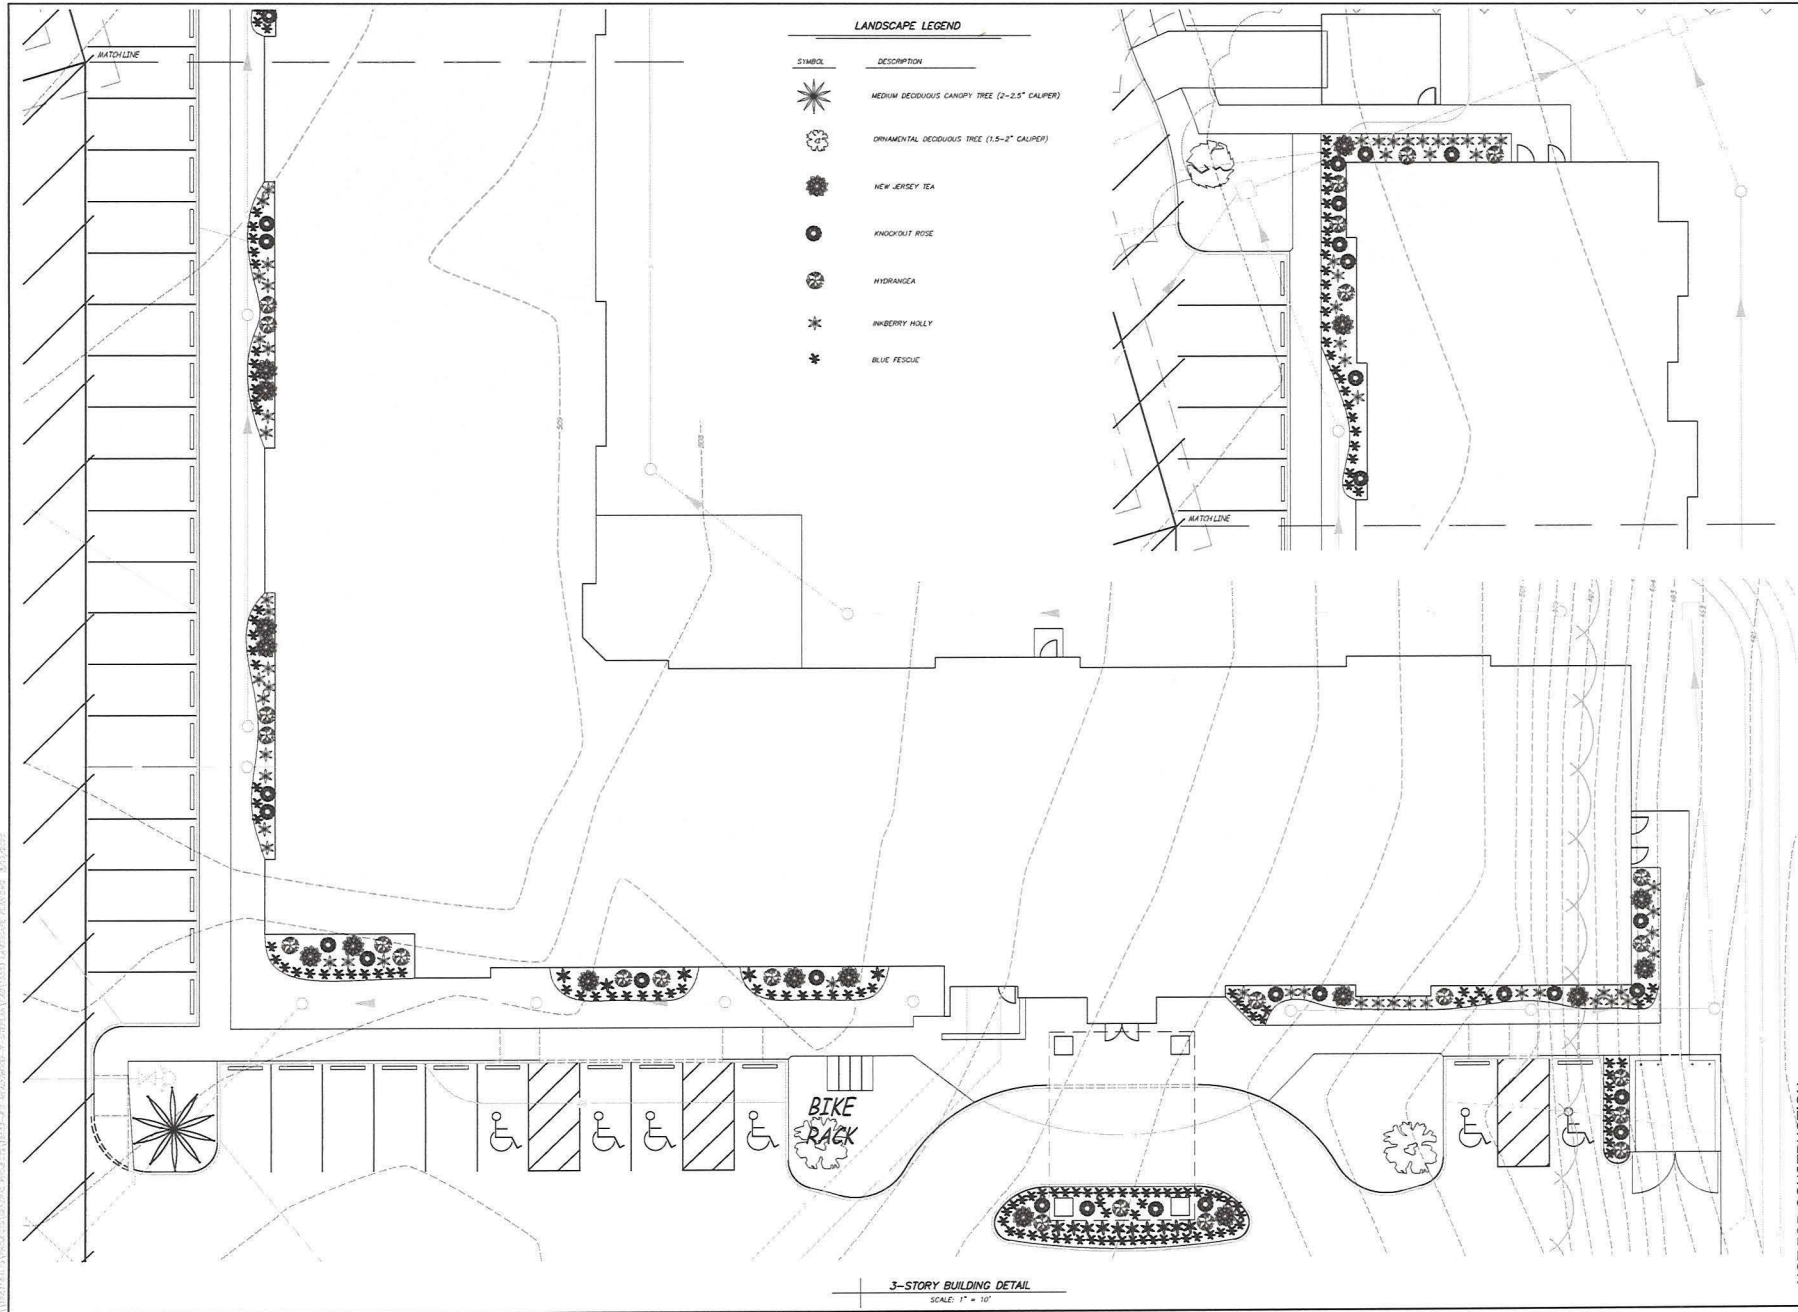 LANDSCAPE LEGEND
SYMBOL DESCRIPTION
MEDIUM DECIDUOUS CANOPY TREE (2-2.5" CALIPER)
ORNAMENTAL DECIDUOUS TREE (1.5-2" CALIPER)
NEW JERSEY TEA
KNOCKOUT ROSE
HYDRANGEA
INKBERRY HOLLY
BLUE FESCUE
MATCHLINE
MATCHLINE
BIKE
RACK
3-STORY BUILDING DETAIL
SCALE: 1" = 10'